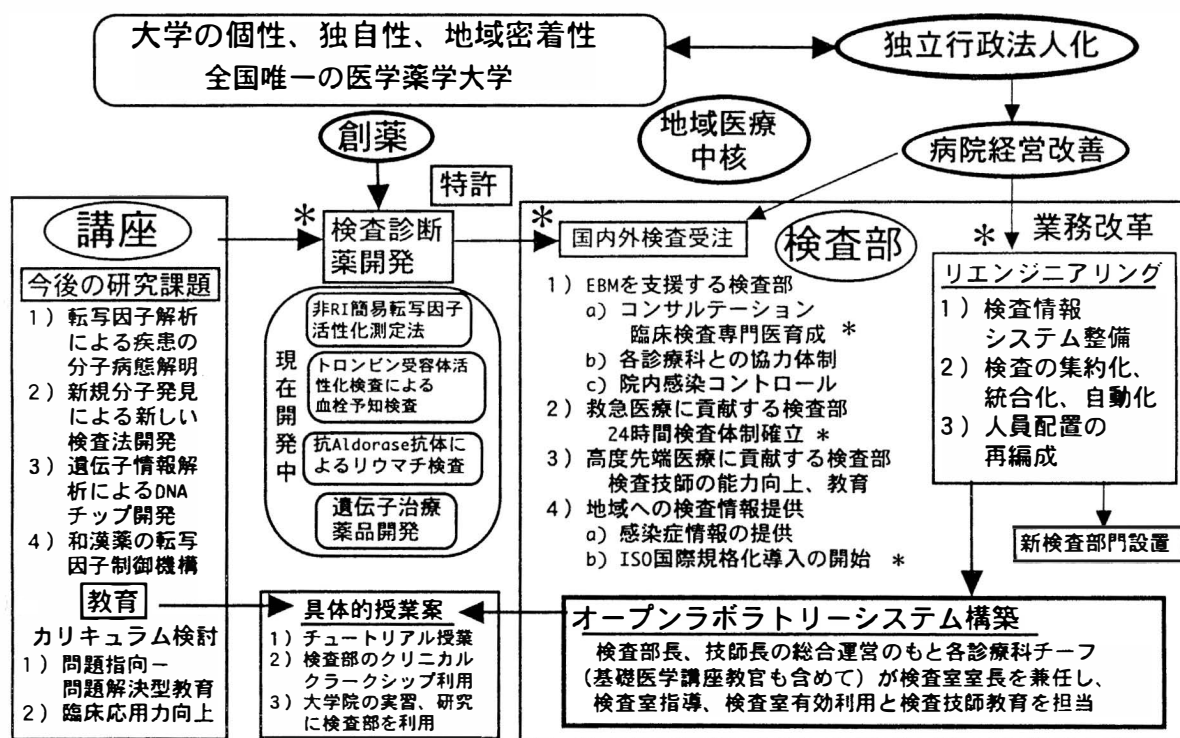 大学の個性、独自性、地域密着性
全国唯一の医学薬学大学
独立行政法人化
創薬
地域医療
中核
病院経営改善
特許
講座
今後の研究課題
1) 転写因子解析
による疾患の
分子病態解明
2) 新規分子発見
による新しい
検査法開発
3) 遺伝子情報解
析によるDNA
チップ開発
4) 和漢薬の転写
因子制御機構
教育
カリキュラム検討
1) 問題指向ー
問題解決型教育
2) 臨床応用力向上
*
検査診断
薬開発
現在開発中
非RI簡易転写因子
活性化測定法
トロンビン受容体活
性化検査による
血栓予知検査
抗Aldorase抗体に
よるリウマチ検査
遺伝子治療
薬品開発
具体的授業案
1) チュートリアル授業
2) 検査部のクリニカル
クラークシップ利用
3) 大学院の実習、研究
に検査部を利用
*
国内外検査受注
検査部
1) EBMを支援する検査部
a) コンサルテーション
臨床検査専門医育成 *
b) 各診療科との協力体制
c) 院内感染コントロール
2) 救急医療に貢献する検査部
24時間検査体制確立 *
3) 高度先端医療に貢献する検査部
検査技師の能力向上、教育
4) 地域への検査情報提供
a) 感染症情報の提供
b) ISO国際規格化導入の開始 *
* 業務改革
リエンジニアリング
1) 検査情報
システム整備
2) 検査の集約化、
統合化、自動化
3) 人員配置の
再編成
新検査部門設置
オープンラボラトリーシステム構築
検査部長、技師長の総合運営のもと各診療科チーフ
(基礎医学講座教官も含めて)が検査室室長を兼任し、
検査室指導、検査室有効利用と検査技師教育を担当